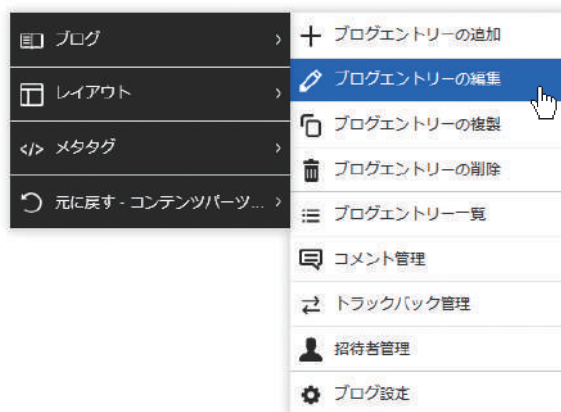 ブログ
レイアウト
</> メタタグ
元に戻す - コンテンツパーツ...
ブログエントリーの追加
ブログエントリーの編集
ブログエントリーの複製
ブログエントリーの削除
ブログエントリー一覧
コメント管理
トラックバック管理
招待者管理
ブログ設定